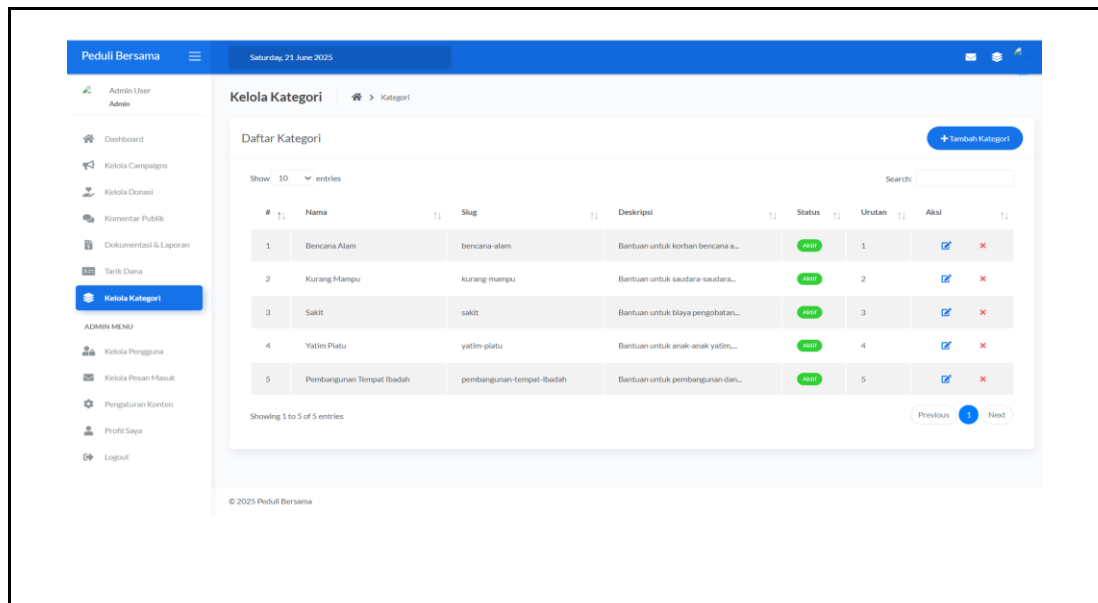 Peduli Bersama
Saturday, 21 June 2025
Admin User
Admin
Dashboard
Kelola Campaigns
Kelola Donasi
Komentar Publik
Dokumentasi & Laporan
Tarik Dana
Kelola Kategori
ADMIN MENU
Kelola Pengguna
Kelola Pesan Masuk
Pengaturan Konten
Profil Saya
Logout
Kelola Kategori > Kategori
Daftar Kategori
+ Tambah Kategori
Show 10 entries Search:
# Nama Slug Deskripsi Status Urutan Aksi
1 Bencana Alam bencana-alam Bantuan untuk korban bencana a... Aktif 1
2 Kurang Mampu kurang-mampu Bantuan untuk saudara-saudara... Aktif 2
3 Sakit sakit Bantuan untuk biaya pengobatan... Aktif 3
4 Yatim Piatu yatim-piatu Bantuan untuk anak-anak yatim,... Aktif 4
5 Pembangunan Tempat Ibadah pembangunan-tempat-ibadah Bantuan untuk pembangunan dan... Aktif 5
Showing 1 to 5 of 5 entries Previous 1 Next
© 2025 Peduli Bersama